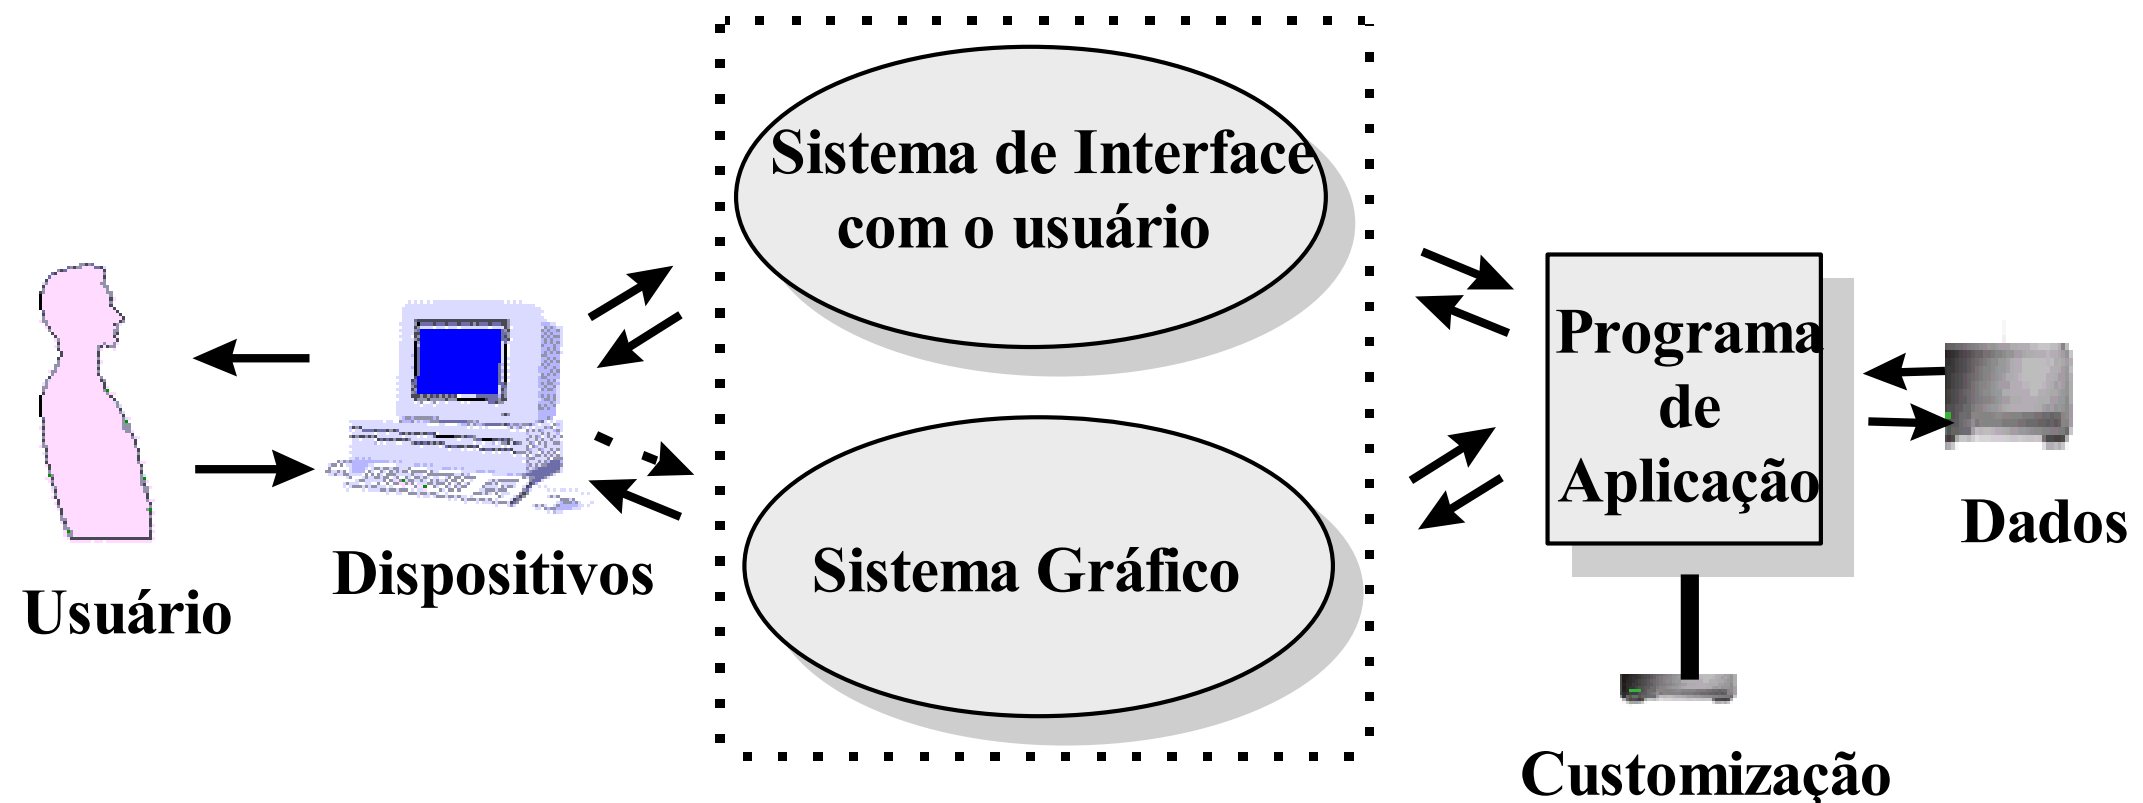 Sistema de Interface
com o usuário
Programa
de
Aplicação
Dados
Dispositivos
Sistema Gráfico
Usuário
Customização